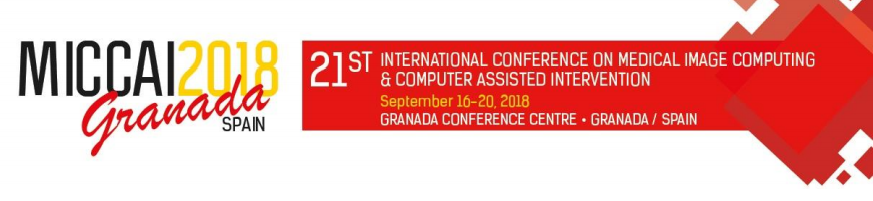 MICCAI2018
Granada
SPAIN
21ST INTERNATIONAL CONFERENCE ON MEDICAL IMAGE COMPUTING
& COMPUTER ASSISTED INTERVENTION
September 16-20, 2018
GRANADA CONFERENCE CENTRE • GRANADA / SPAIN